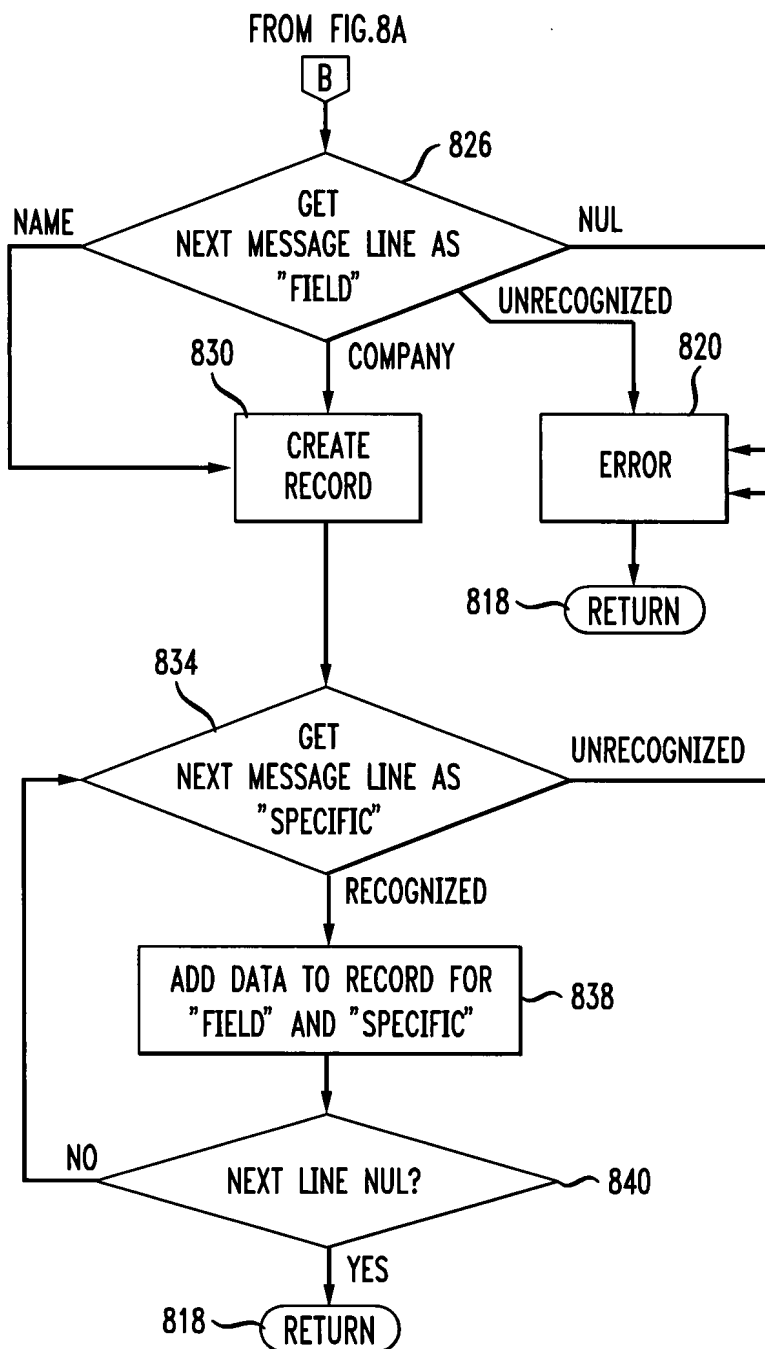 FROM FIG.8A
B
826
GET
NEXT MESSAGE LINE AS
"FIELD"
NAME
NUL
UNRECOGNIZED
COMPANY
830
820
CREATE
RECORD
ERROR
818
RETURN
834
GET
NEXT MESSAGE LINE AS
"SPECIFIC"
UNRECOGNIZED
RECOGNIZED
ADD DATA TO RECORD FOR
"FIELD" AND "SPECIFIC"
838
NO
NEXT LINE NUL?
840
YES
818
RETURN